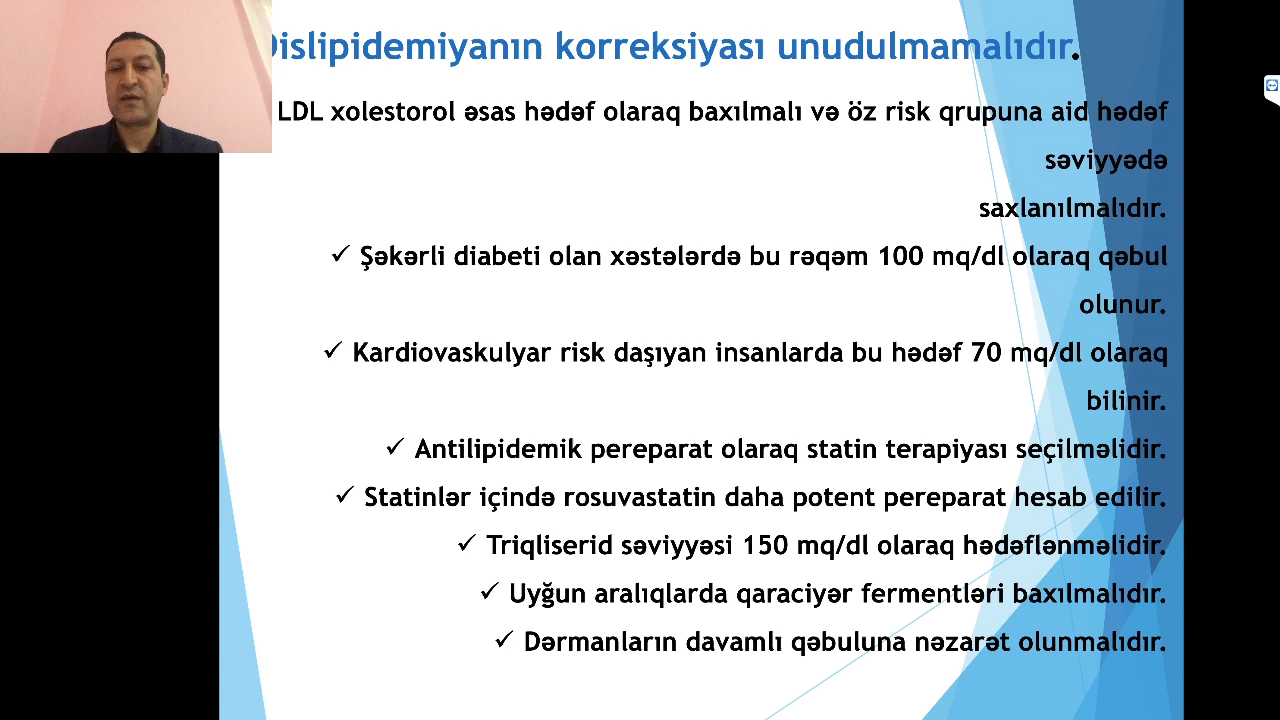 Dislipidemiyanın korreksiyası unudulmamalıdır.
LDL xolestorol əsas hədəf olaraq baxılmalı və öz risk qrupuna aid hədəf
səviyyədə
saxlanılmalıdır.
✓ Şəkərli diabeti olan xəstələrdə bu rəqəm 100 mq/dl olaraq qəbul
olunur.
✓ Kardiovaskulyar risk daşıyan insanlarda bu hədəf 70 mq/dl olaraq
bilinir.
✓ Antilipidemik pereparat olaraq statin terapiyası seçilməlidir.
✓ Statinlər içində rosuvastatin daha potent pereparat hesab edilir.
✓ Triqliserid səviyyəsi 150 mq/dl olaraq hədəflənməlidir.
✓ Uyğun aralıqlarda qaraciyər fermentləri baxılmalıdır.
✓ Dərmanların davamlı qəbuluna nəzarət olunmalıdır.